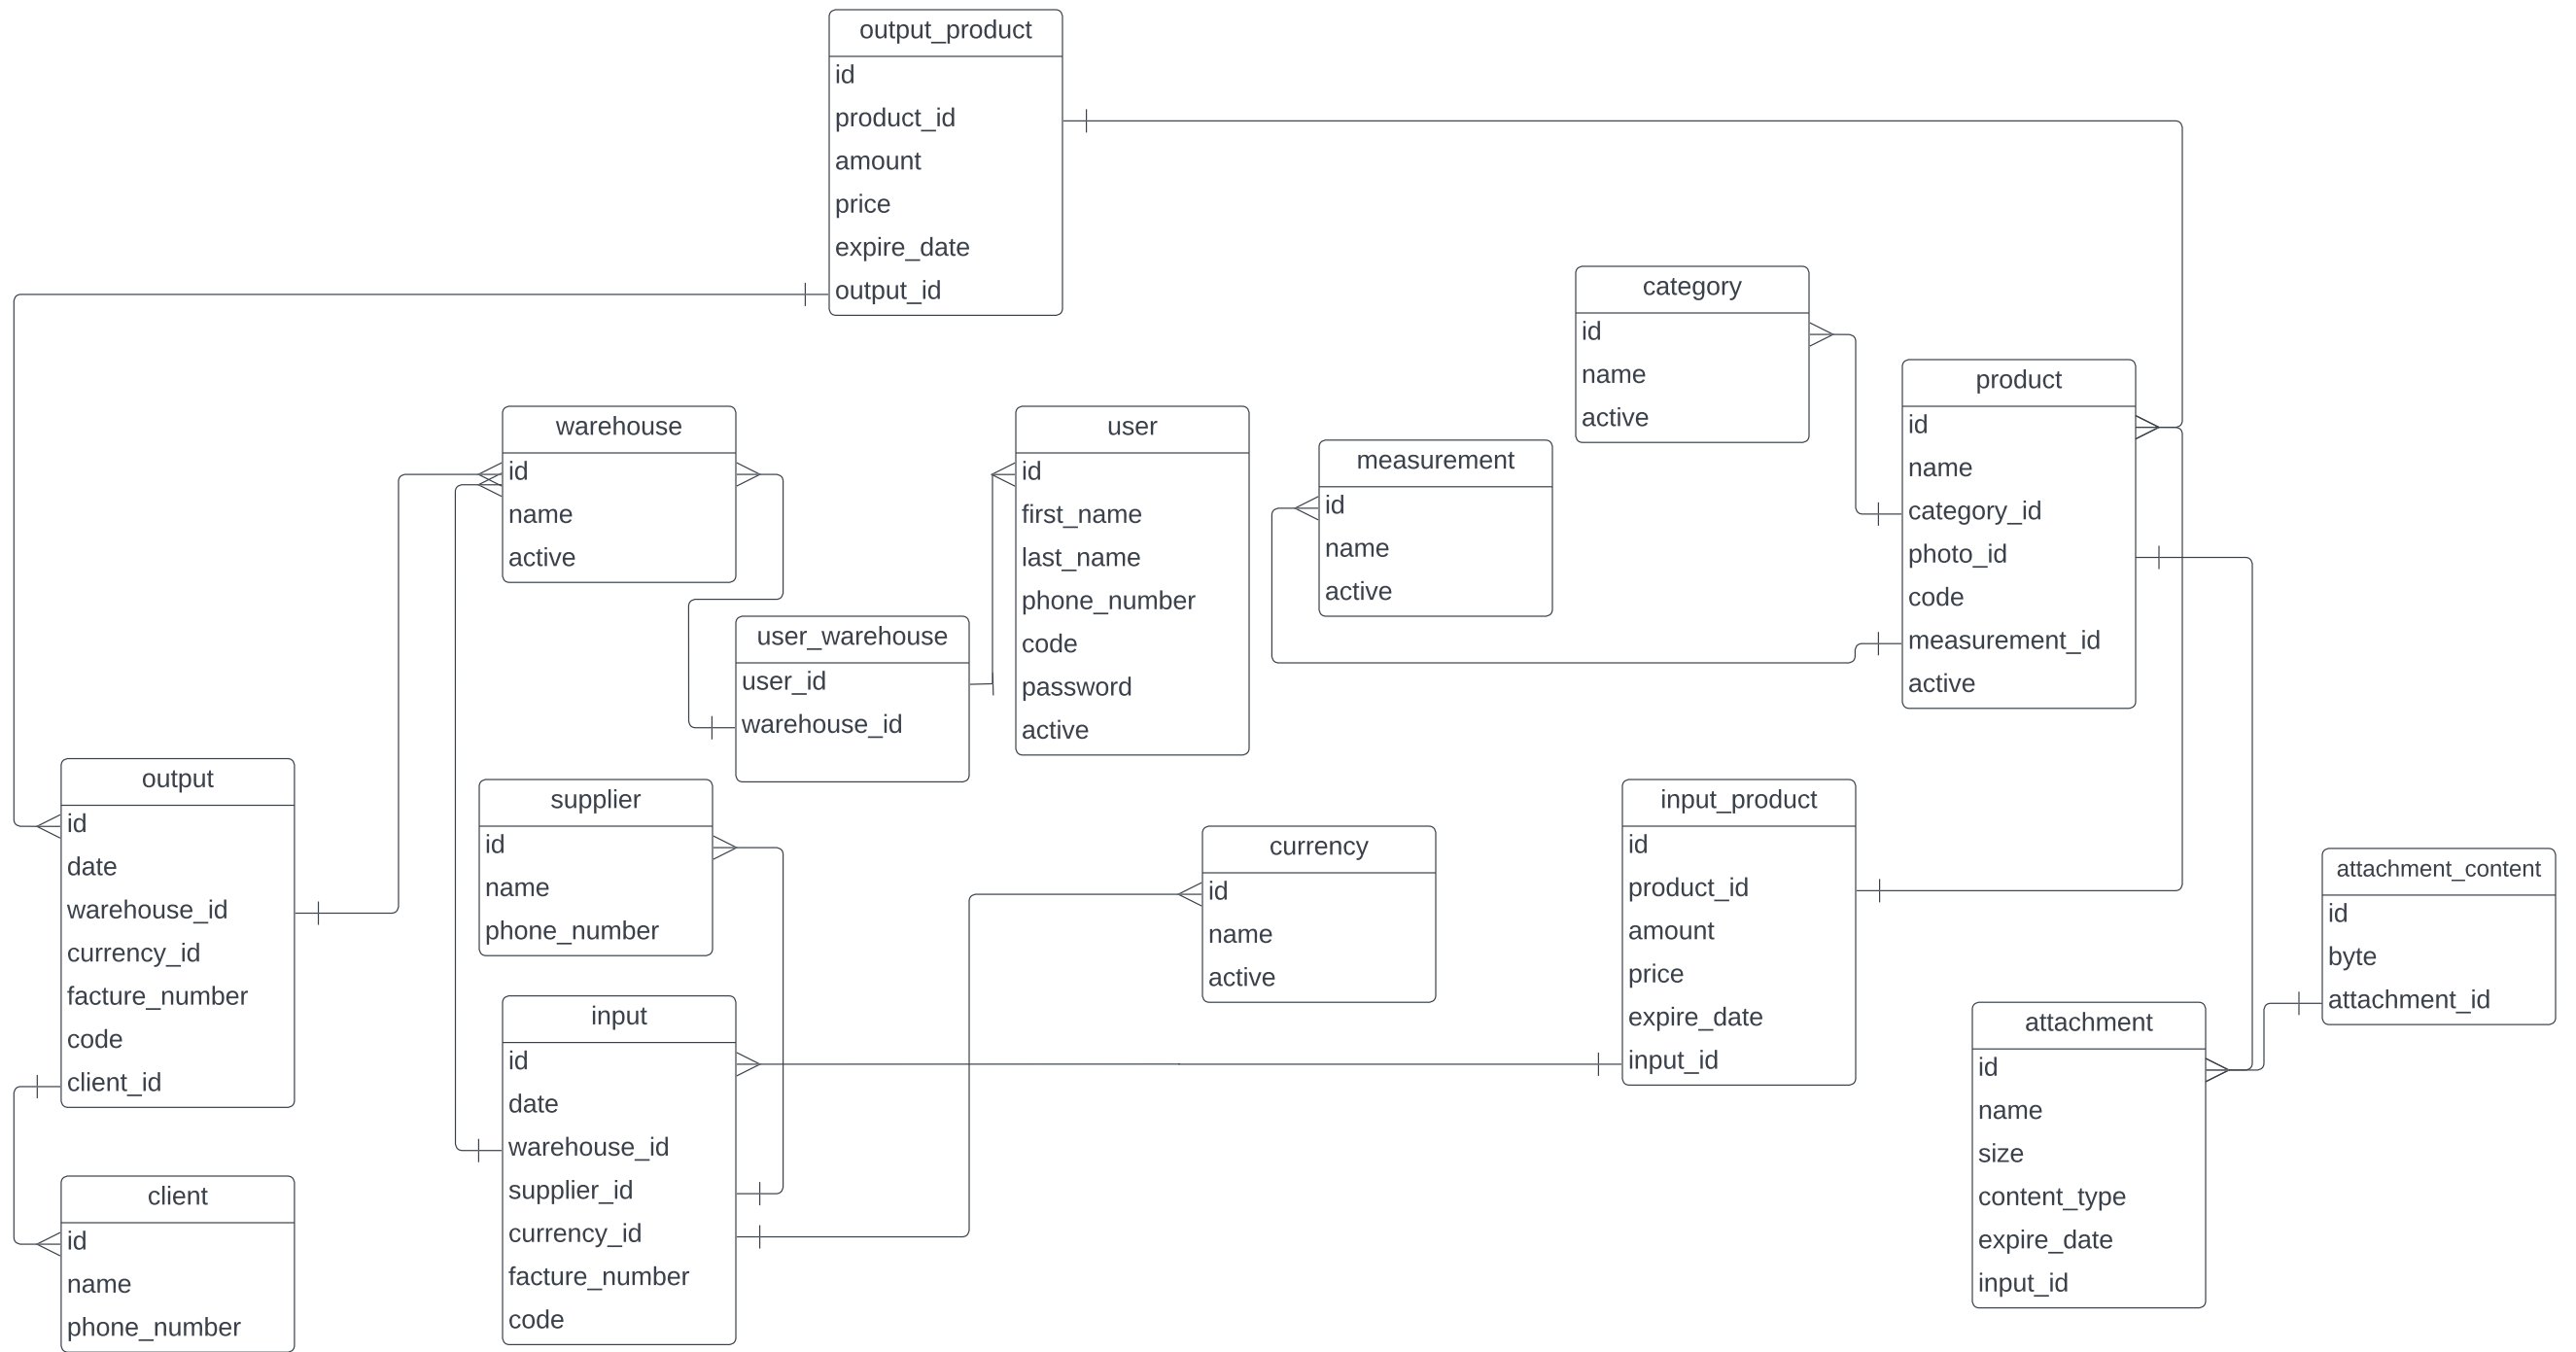 output_product
id
product_id
amount
price
expire_date
output_id
category
id
name
active
product
id
name
category_id
photo_id
code
measurement_id
active
warehouse
id
name
active
user
id
first_name
last_name
phone_number
code
password
active
measurement
id
name
active
user_warehouse
user_id
warehouse_id
output
id
date
warehouse_id
currency_id
facture_number
code
client_id
supplier
id
name
phone_number
currency
id
name
active
input_product
id
product_id
amount
price
expire_date
input_id
attachment_content
id
byte
attachment_id
input
id
date
warehouse_id
supplier_id
currency_id
facture_number
code
attachment
id
name
size
content_type
expire_date
input_id
client
id
name
phone_number